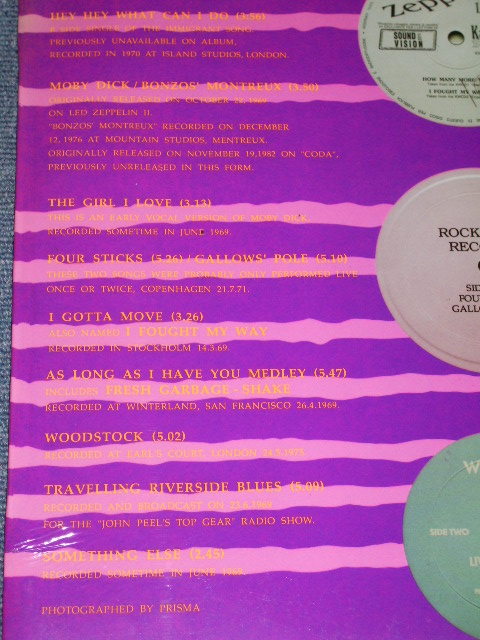 HEY HEY WHAT CAN I DO (3:56)
B SIDE SINGER OF THE IMMIGRANT SONG.
PREVIOUSLY UNAVAILABLE ON ALBUM,
RECORDED IN 1970 AT ISLAND STUDIOS, LONDON.
MOBY DICK / BONZOS' MONTREUX (3.50)
ORIGINALLY RELEASED ON OCTOBER 22, 1969
ON LED ZEPPELIN II.
"BONZOS' MONTREUX" RECORDED ON DECEMBER
12, 1976 AT MOUNTAIN STUDIOS, MENTREUX.
ORIGINALLY RELEASED ON NOVEMBER 19,1982 ON "CODA",
PREVIOUSLY UNRELEASED IN THIS FORM.
THE GIRL I LOVE (3.13)
THIS IS AN EARLY VOCAL VERSION OF MOBY DICK.
RECORDED SOMETIME IN JUNE 1969.
FOUR STICKS (5.26) / GALLOWS' POLE (5.10)
THESE TWO SONGS WERE PROBABLY ONLY PERFORMED LIVE
ONCE OR TWICE, COPENHAGEN 21.7.71.
I GOTTA MOVE (3,26)
ALSO NAMED I FOUGHT MY WAY
RECORDED IN STOCKHOLM 14.3.69.
AS LONG AS I HAVE YOU MEDLEY (5,47)
INCLUDES FRESH GARBAGE - SHAKE
RECORDED AT WINTERLAND, SAN FRANCISCO 26.4.1969.
WOODSTOCK (5.02)
RECORDED AT EARL'S COURT, LONDON 24.5.1975
TRAVELLING RIVERSIDE BLUES (5.09)
RECORDED AND BROADCAST ON 23.6.1969
FOR THE "JOHN PEEL'S TOP GEAR" RADIO SHOW.
SOMETHING ELSE (2,45)
RECORDED SOMETIME IN JUNE 1969.
PHOTOGRAPHED BY PRISMA
Zepp
SOUND &
VISION
HOW MANY MORE
I FOUGHT MY WA
ROCK
REC
SID
FOU
GALLO
W
SIDE TWO
LI